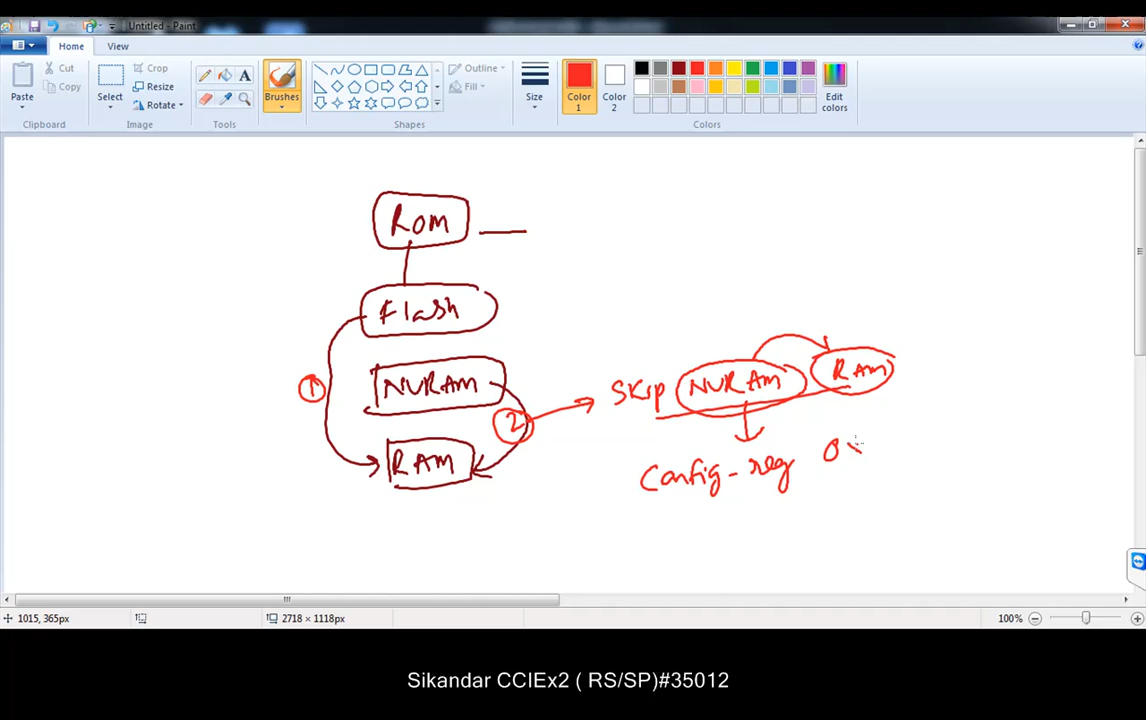 Untitled - Paint
Home View
Paste
Cut
Copy
Clipboard
Select
Crop
Resize
Rotate
Image
Tools
Brushes
Outline
Fill
Shapes
Size
Color 1
Color 2
Edit colors
Colors
Rom
Flash
NVRAM
RAM
1
2
Skip NVRAM RAM
Config-reg 0
1015, 365px
2718 × 1118px
100%
Sikandar CCIEx2 ( RS/SP)#35012